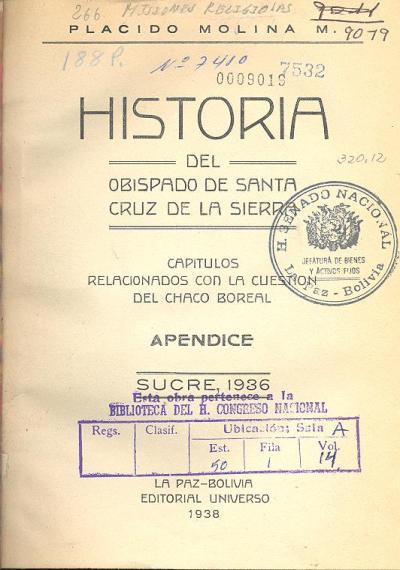 266 MISIONES RELIGIOSAS
PLACIDO MOLINA M.
9079
188 P.
Nº 7410
7532
0009019
HISTORIA
DEL
320,12
OBISPADO DE SANTA
CRUZ DE LA SIERRA
H. SENADO NACIONAL
JEFATURA DE BIENES
Y ACTIVOS FIJOS
La Paz - Bolivia
CAPITULOS
RELACIONADOS CON LA CUESTION
DEL CHACO BOREAL
APENDICE
SUCRE, 1936
Esta obra pertenece a la
BIBLIOTECA DEL H. CONGRESO NACIONAL
Regs. Clasif. Ubicación; Sala A
Est. Fila Vol.
50 1 14
LA PAZ-BOLIVIA
EDITORIAL UNIVERSO
1938